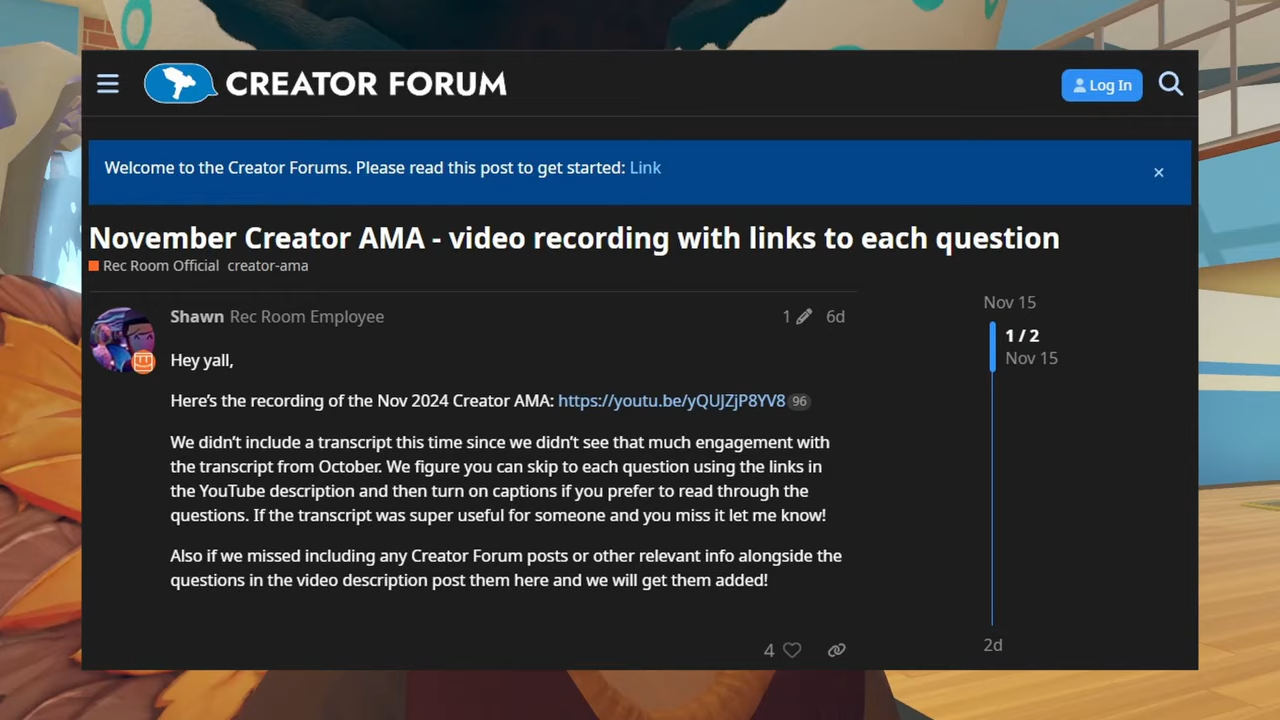 CREATOR FORUM
Log In
Welcome to the Creator Forums. Please read this post to get started: Link
×
November Creator AMA - video recording with links to each question
Rec Room Official creator-ama
Shawn Rec Room Employee
1
6d
Hey yall,
Here’s the recording of the Nov 2024 Creator AMA: https://youtu.be/yQUJZjP8YV8 96
We didn’t include a transcript this time since we didn’t see that much engagement with
the transcript from October. We figure you can skip to each question using the links in
the YouTube description and then turn on captions if you prefer to read through the
questions. If the transcript was super useful for someone and you miss it let me know!
Also if we missed including any Creator Forum posts or other relevant info alongside the
questions in the video description post them here and we will get them added!
4
Nov 15
1 / 2
Nov 15
2d